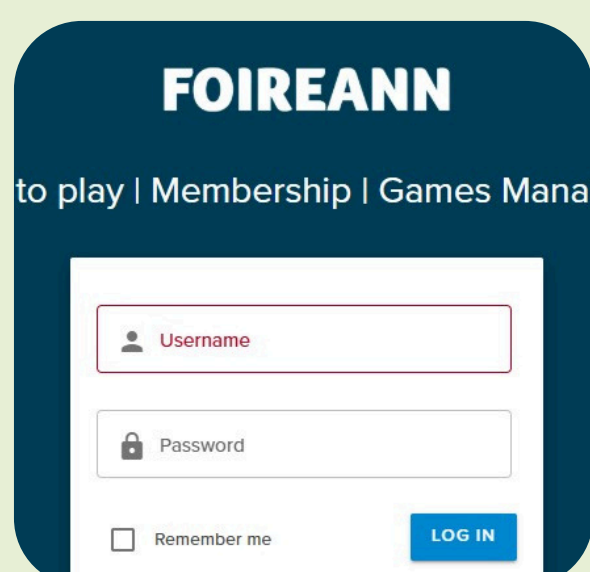 FOIREANN
to play | Membership | Games Mana
Username
Password
Remember me
LOG IN